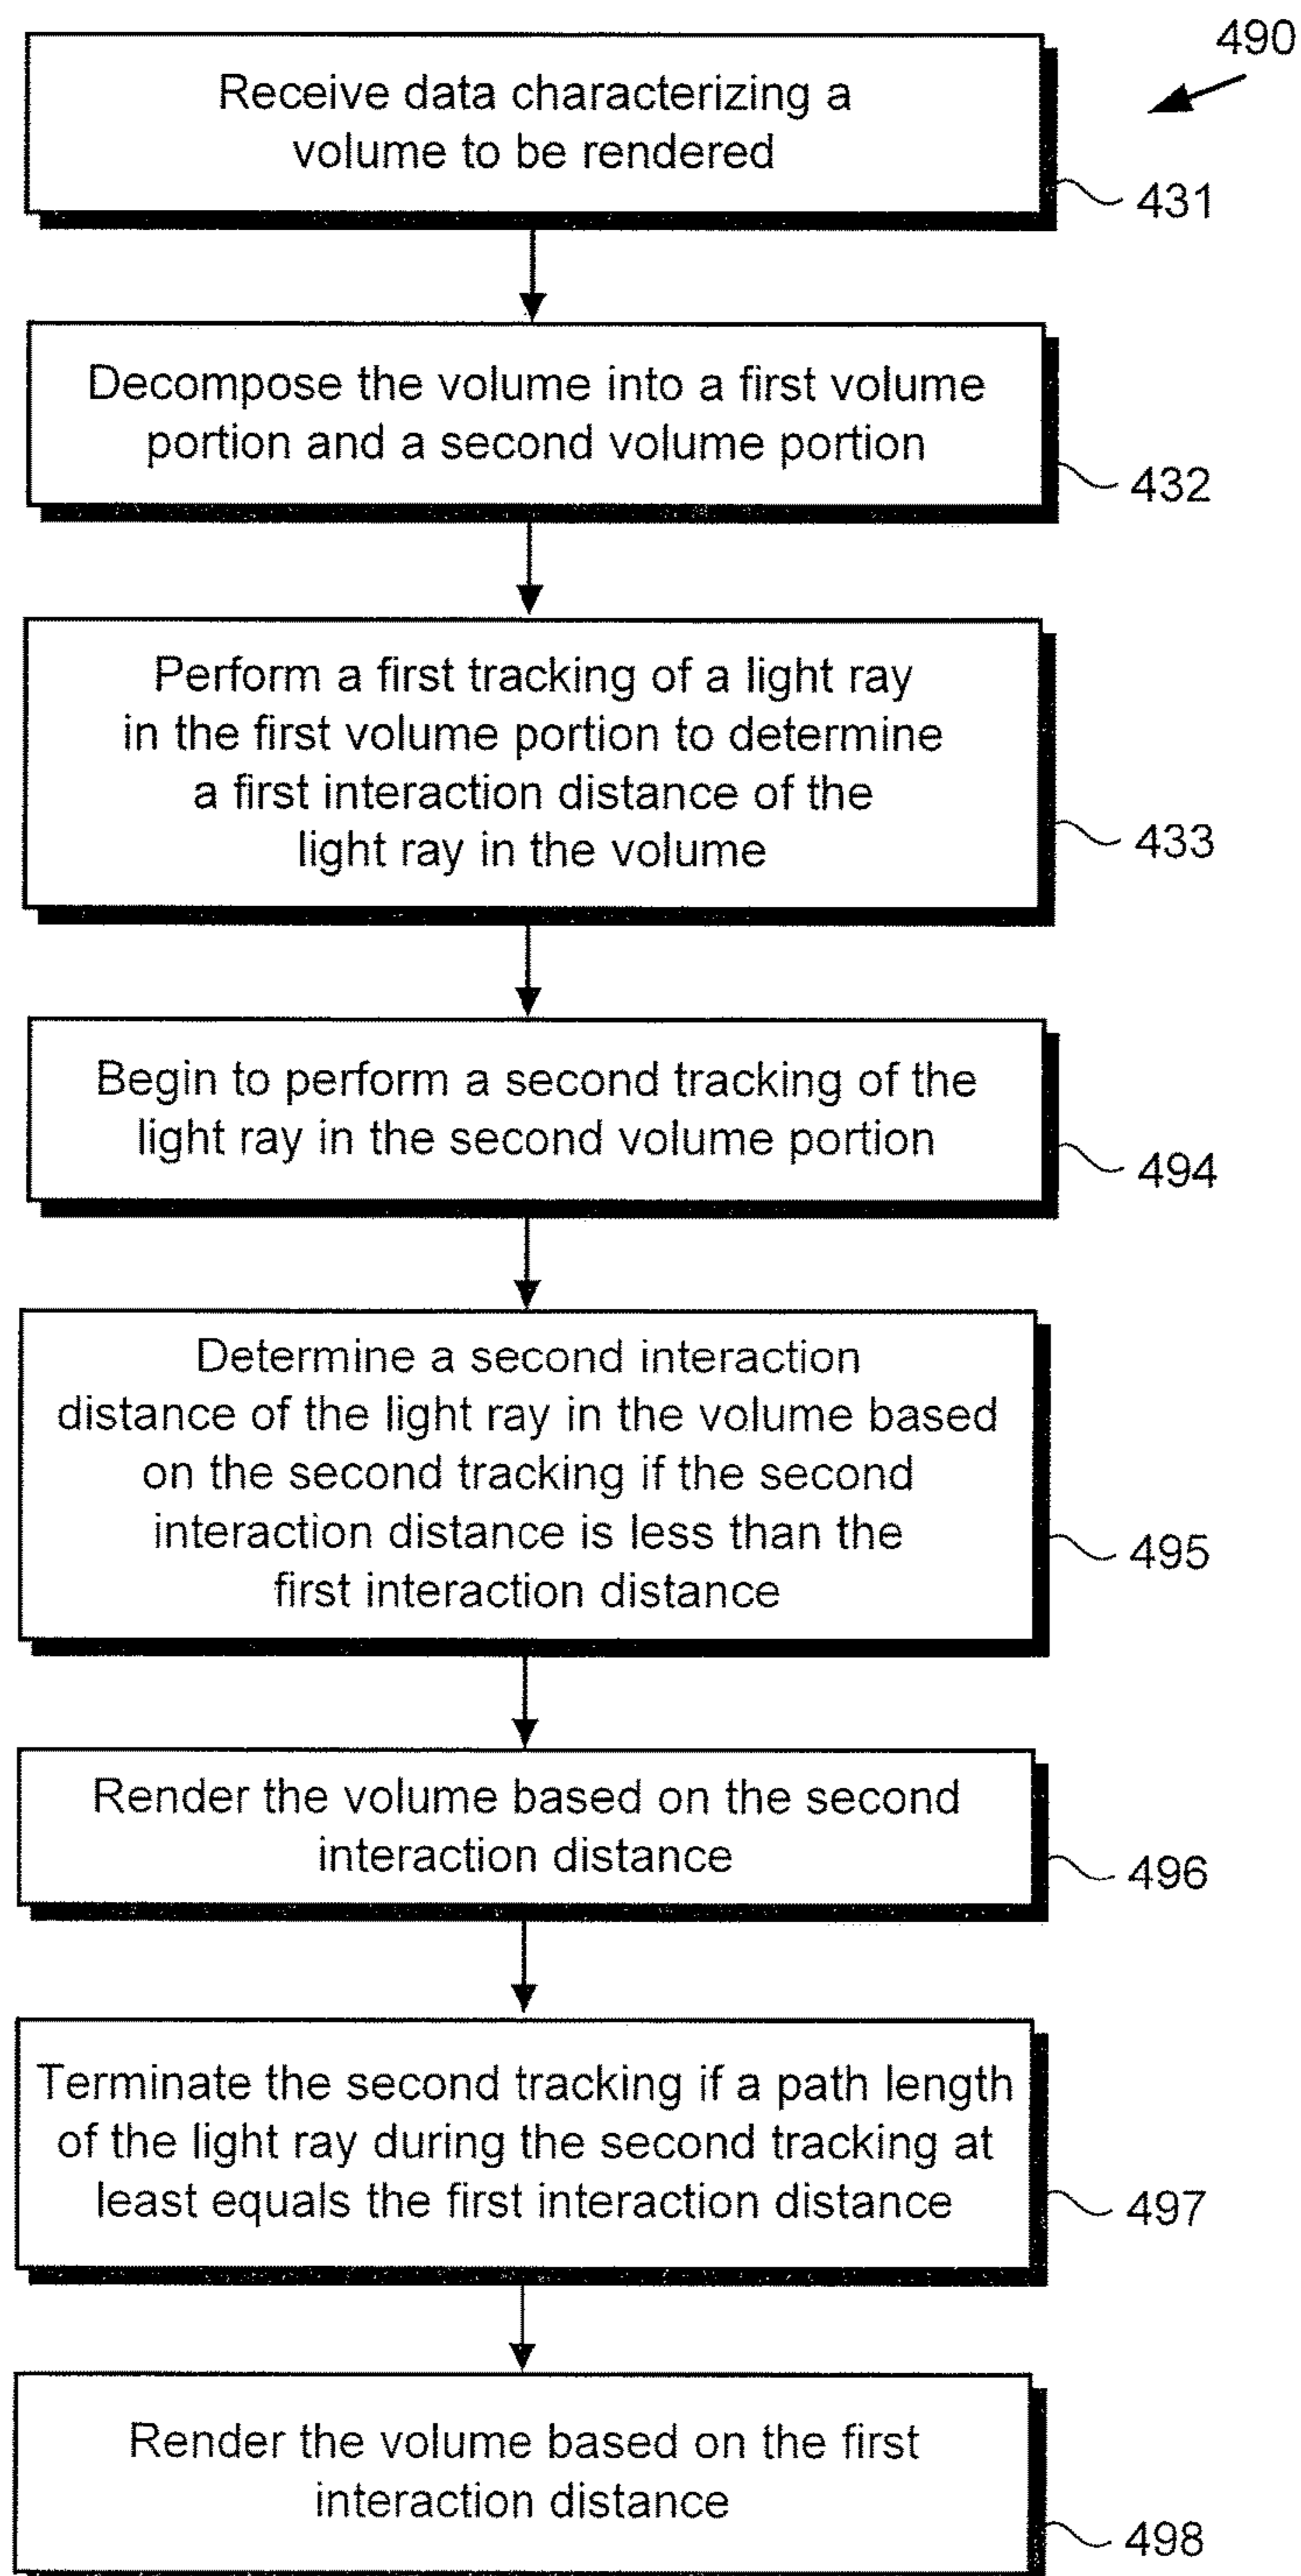 490
Receive data characterizing a
volume to be rendered
431
Decompose the volume into a first volume
portion and a second volume portion
432
Perform a first tracking of a light ray
in the first volume portion to determine
a first interaction distance of the
light ray in the volume
433
Begin to perform a second tracking of the
light ray in the second volume portion
494
Determine a second interaction
distance of the light ray in the volume based
on the second tracking if the second
interaction distance is less than the
first interaction distance
495
Render the volume based on the second
interaction distance
496
Terminate the second tracking if a path length
of the light ray during the second tracking at
least equals the first interaction distance
497
Render the volume based on the first
interaction distance
498